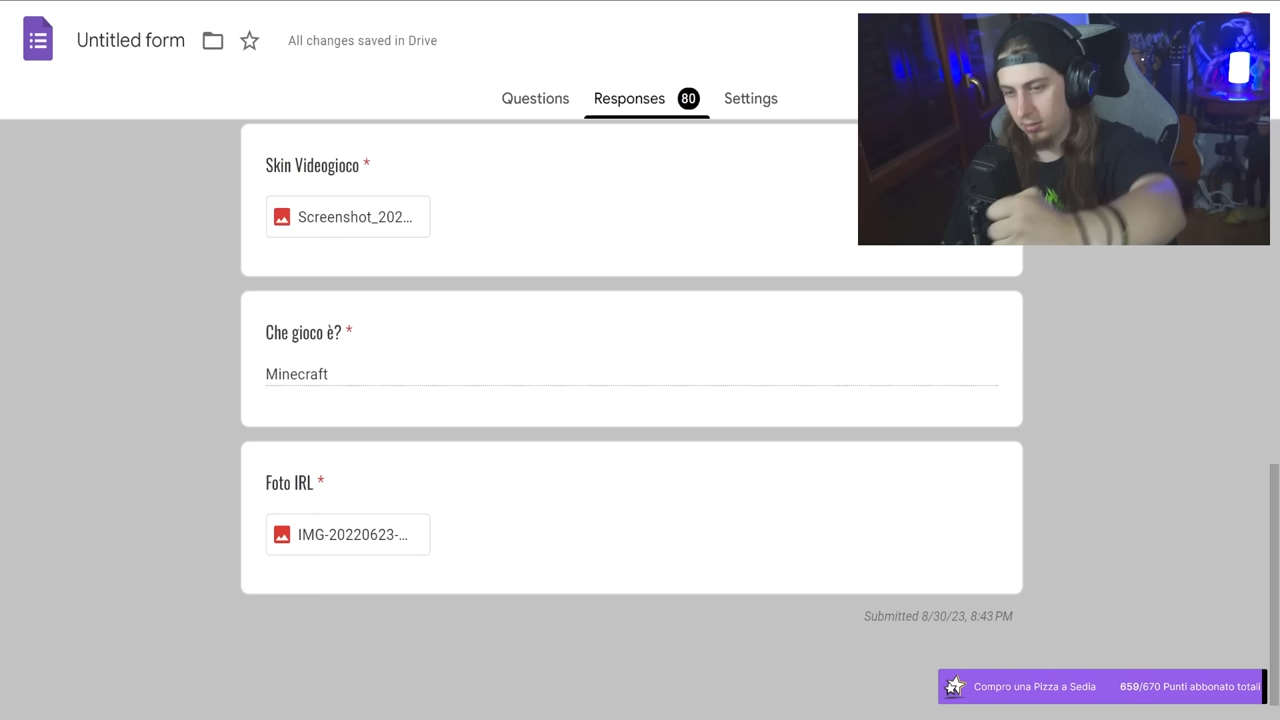 Untitled form
All changes saved in Drive
Questions
Responses 80
Settings
Skin Videogioco *
Screenshot_202...
Che gioco è? *
Minecraft
Foto IRL *
IMG-20220623-...
Submitted 8/30/23, 8:43 PM
Compro una Pizza a Sedia 659/670 Punti abbonato totali